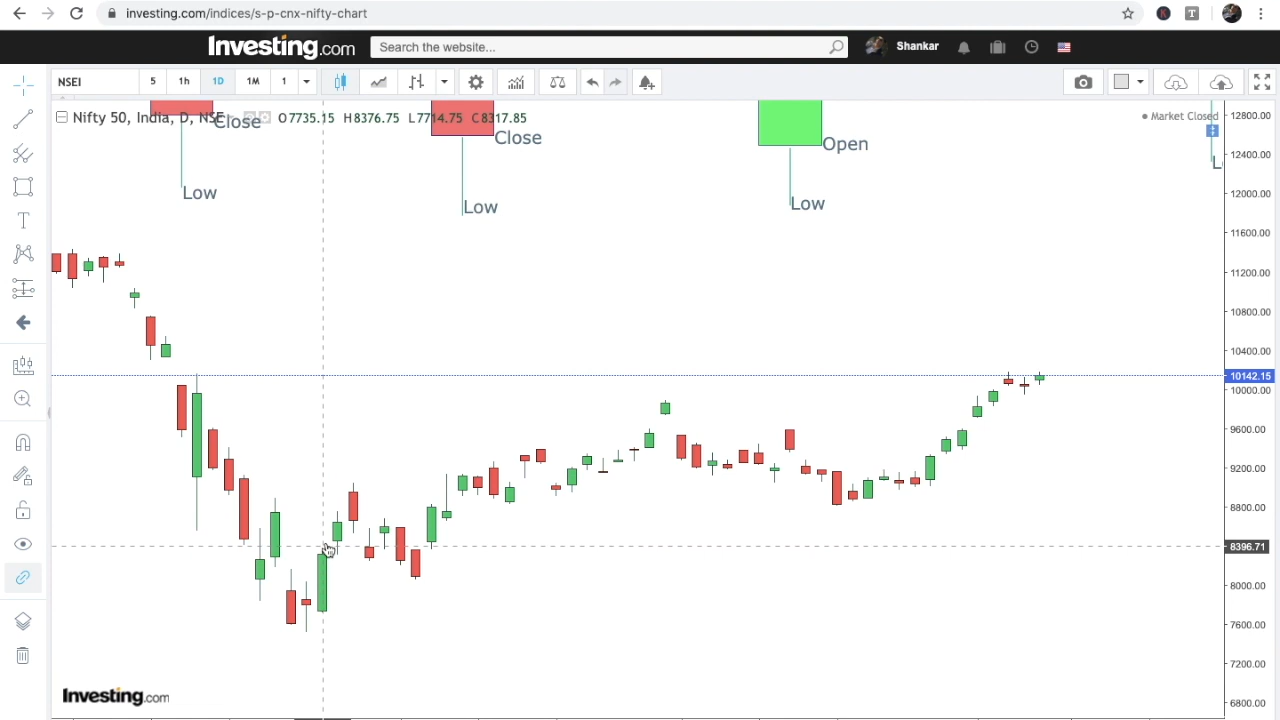 investing.com/indices/s-p-cnx-nifty-chart
K
T
Investing.com
Search the website...
Shankar
NSEI
5
1h
1D
1M
1
Nifty 50, India, D, NSE
O7735.15 H8376.75 L7714.75 C8317.85
Market Closed
Close
Close
Open
Low
Low
Low
L
T
12800.00
12400.00
12000.00
11600.00
11200.00
10800.00
10400.00
10142.15
10000.00
9600.00
9200.00
8800.00
8396.71
8000.00
7600.00
7200.00
6800.00
Investing.com